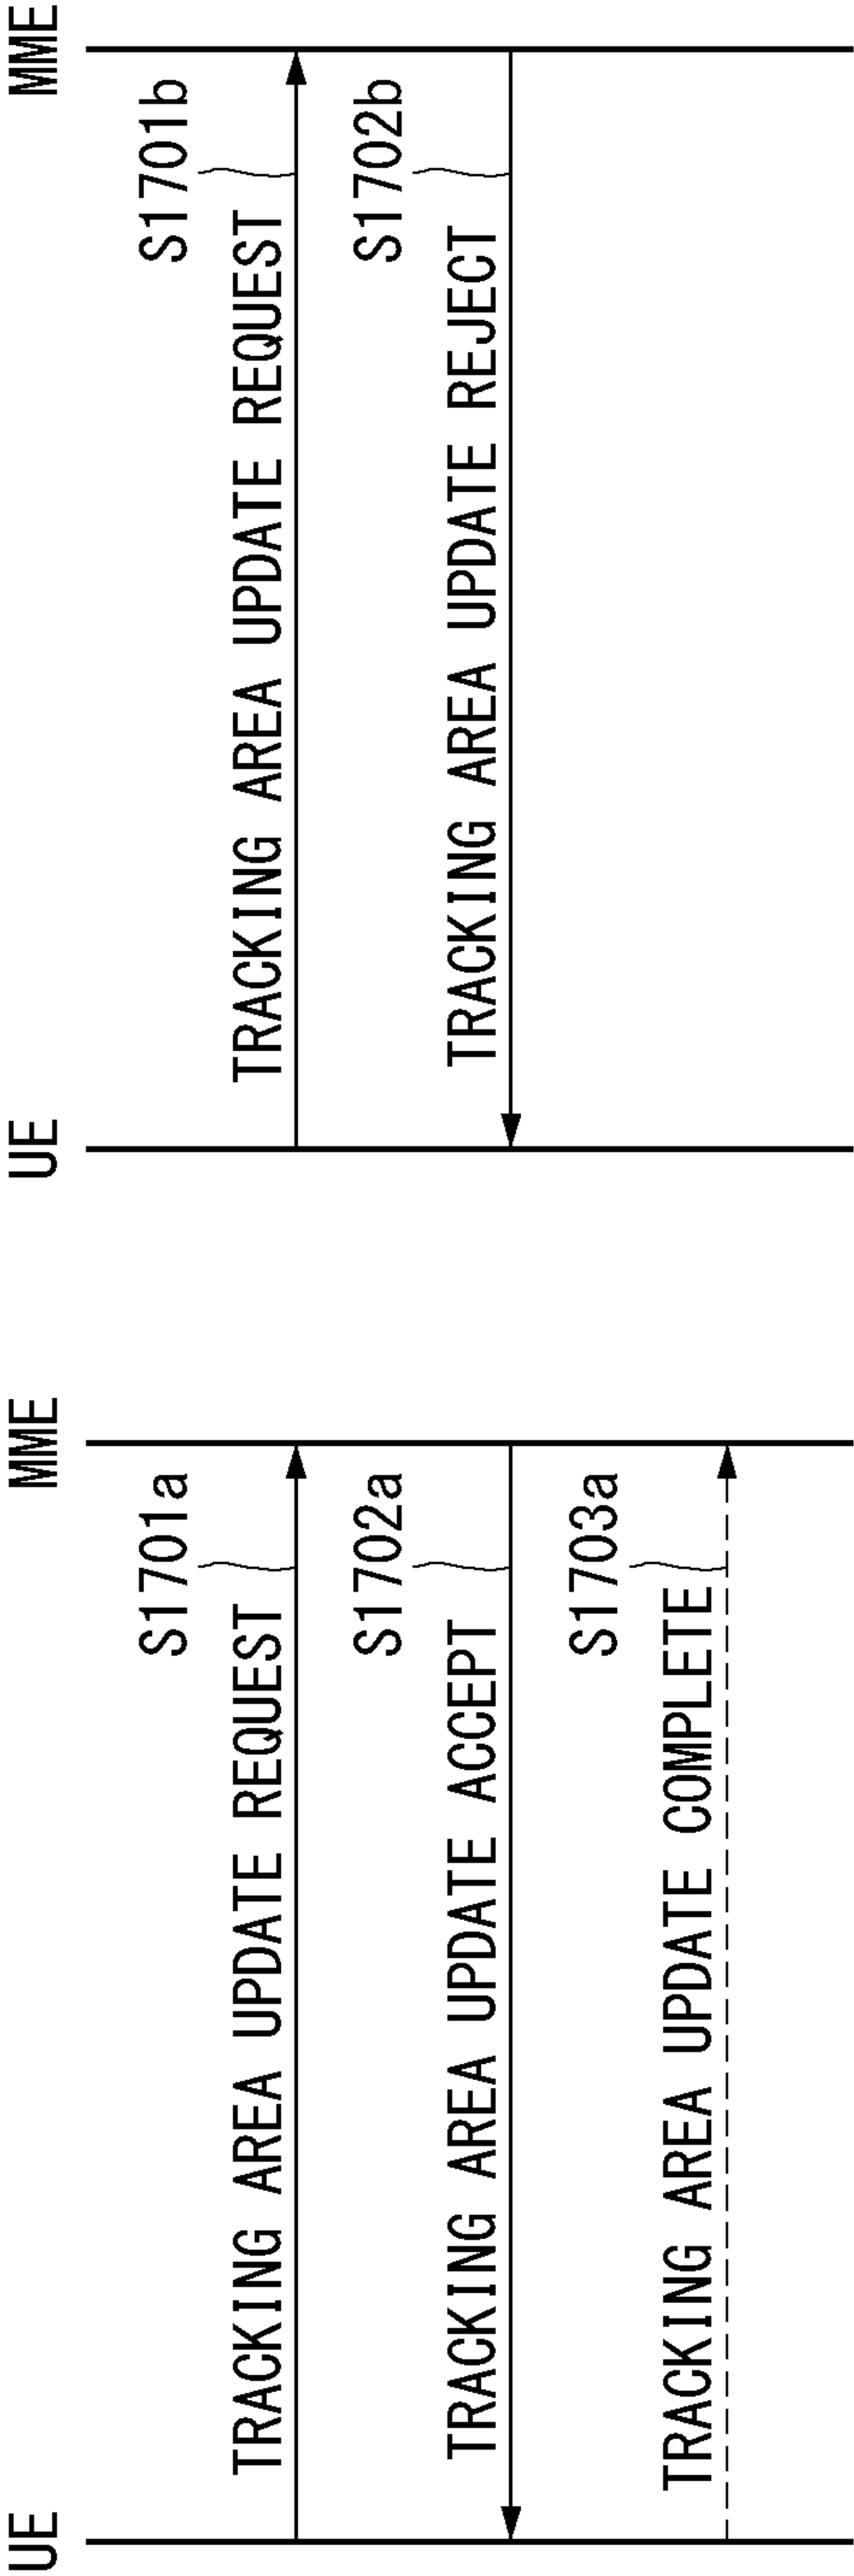 UE
MME
S1701a
TRACKING AREA UPDATE REQUEST
S1702a
TRACKING AREA UPDATE ACCEPT
S1703a
TRACKING AREA UPDATE COMPLETE
UE
MME
S1701b
TRACKING AREA UPDATE REQUEST
S1702b
TRACKING AREA UPDATE REJECT